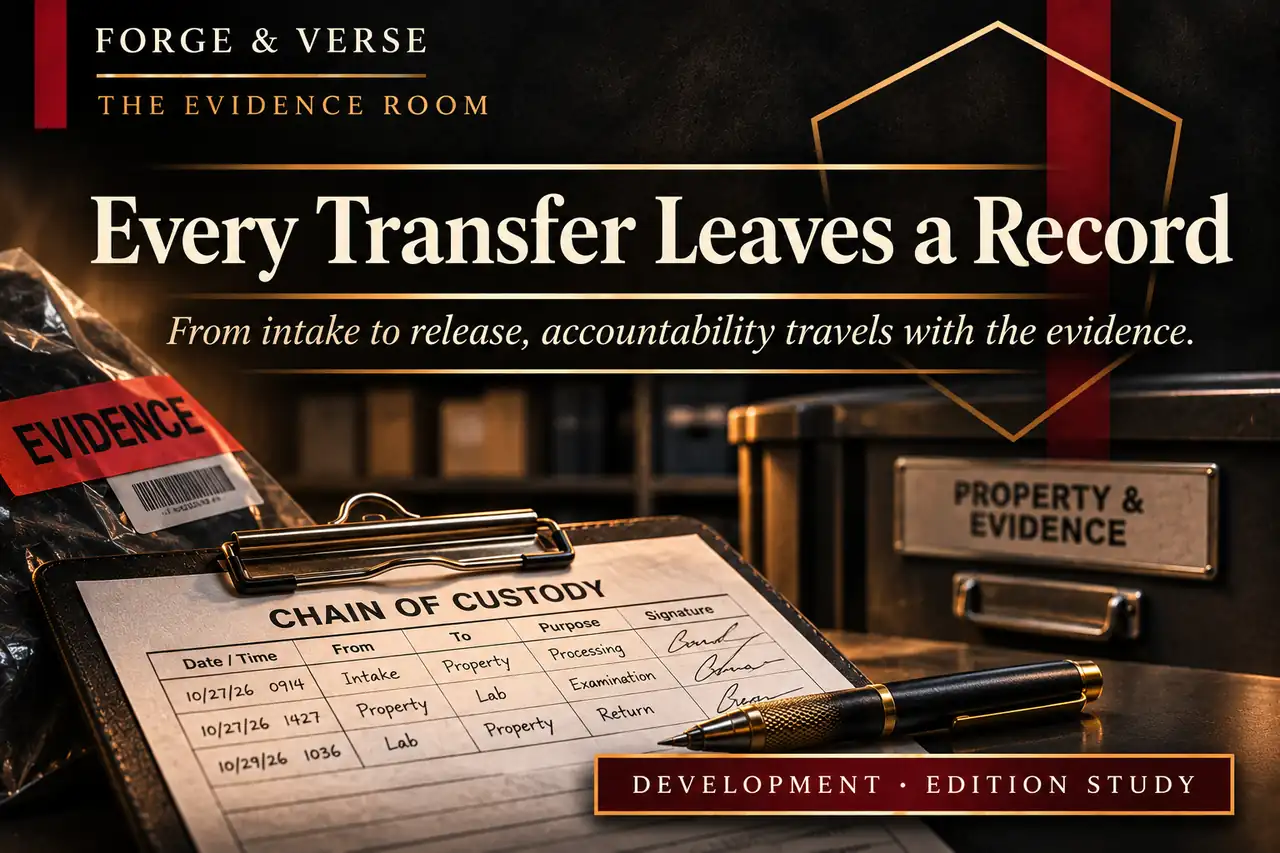 FORGE & VERSE
THE EVIDENCE ROOM
Every Transfer Leaves a Record
From intake to release, accountability travels with the evidence.
EVIDENCE
PROPERTY &
EVIDENCE
CHAIN OF CUSTODY
Date / Time From To Purpose Signature
10/27/26 0914 Intake Property Processing
10/27/26 1427 Property Lab Examination
10/29/26 1036 Lab Property Return
DEVELOPMENT · EDITION STUDY